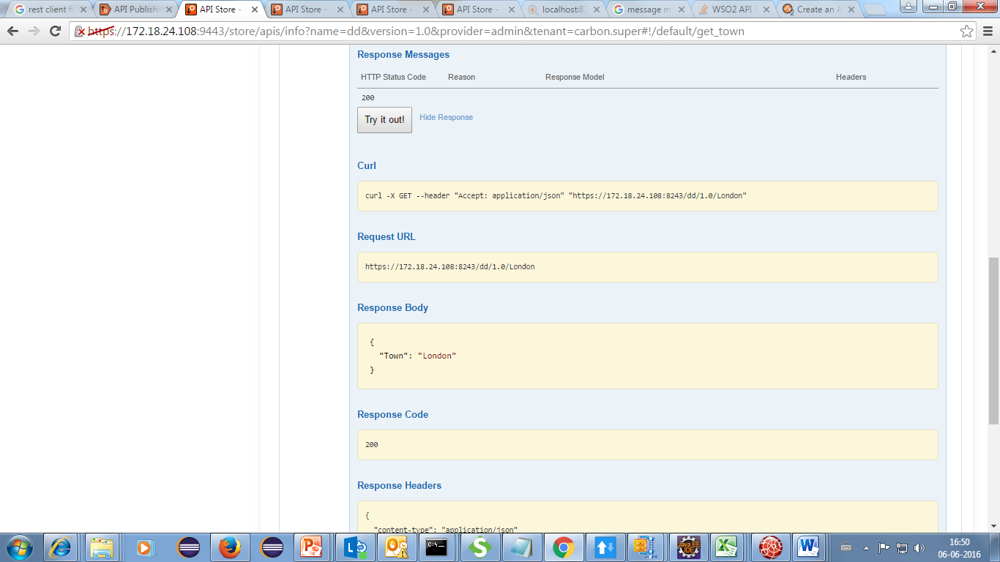 rest client f
API Publishe
API Store -
API Store -
API Store -
API Store -
localhost:81
message m
WSO2 API
Create an A
https://172.18.24.108:9443/store/apis/info?name=dd&version=1.0&provider=admin&tenant=carbon.super#!/default/get_town
Response Messages
HTTP Status Code Reason Response Model Headers
200
Try it out! Hide Response
Curl
curl -X GET --header "Accept: application/json" "https://172.18.24.108:8243/dd/1.0/London"
Request URL
https://172.18.24.108:8243/dd/1.0/London
Response Body
{
"Town": "London"
}
Response Code
200
Response Headers
{
"content-type": "application/json"
Java EE
IDE
16:50
06-06-2016